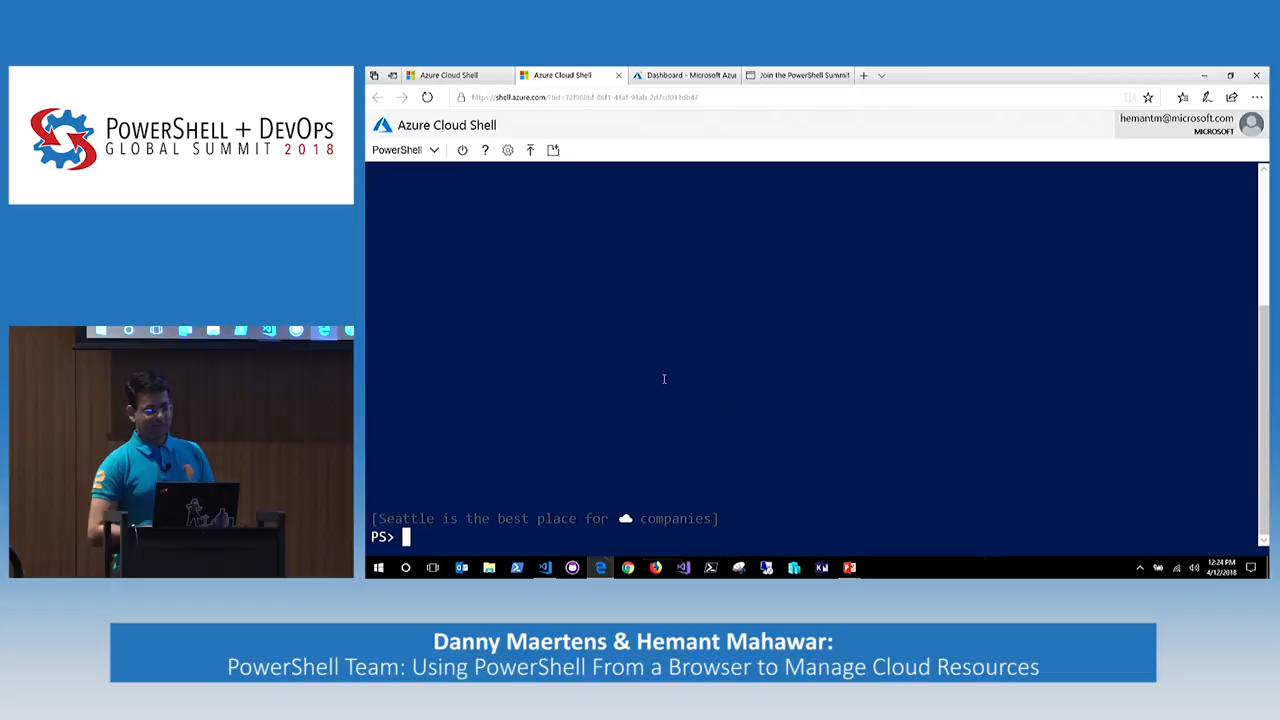 POWERSHELL + DEVOPS
GLOBAL SUMMIT 2018
Azure Cloud Shell
Azure Cloud Shell
Dashboard - Microsoft Azur
Join the PowerShell Summit
Azure Cloud Shell
hemantm@microsoft.com
MICROSOFT
PowerShell
?
[Seattle is the best place for ☁ companies]
PS>
12:24 PM
4/12/2018
Danny Maertens & Hemant Mahawar:
PowerShell Team: Using PowerShell From a Browser to Manage Cloud Resources